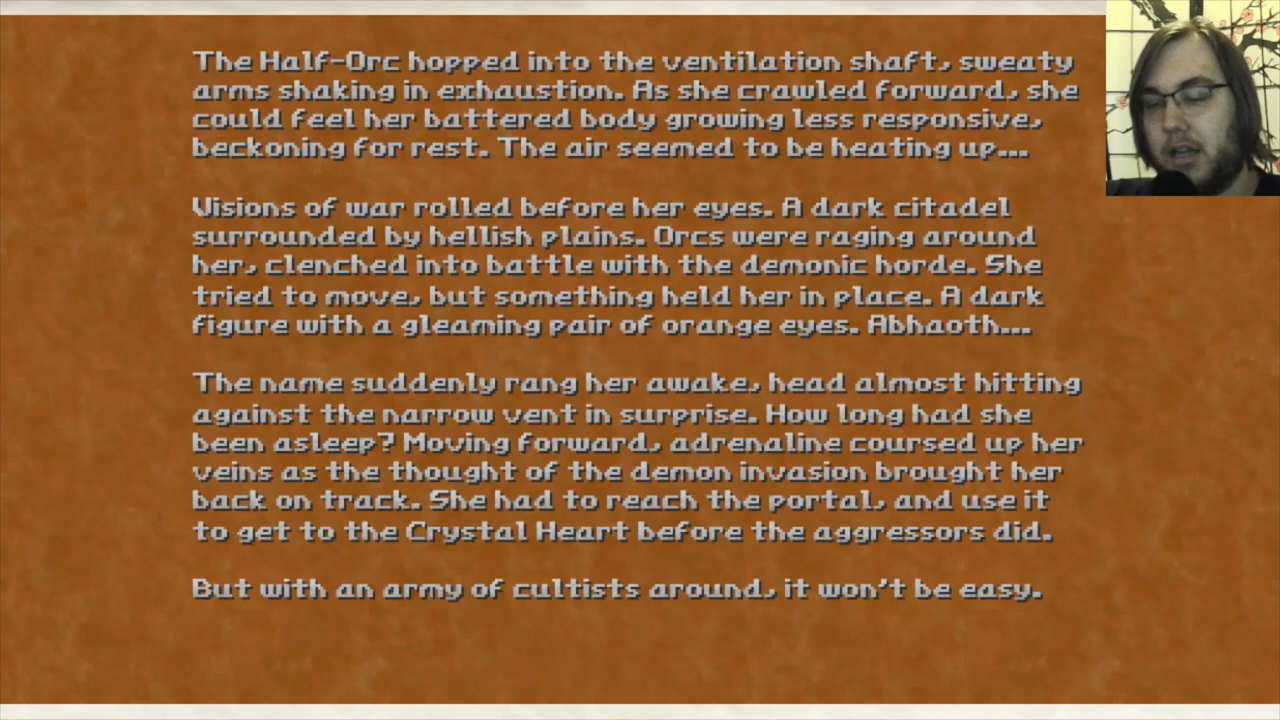 The Half-Orc hopped into the ventilation shaft, sweaty
arms shaking in exhaustion. As she crawled forward, she
could feel her battered body growing less responsive,
beckoning for rest. The air seemed to be heating up...
Visions of war rolled before her eyes. A dark citadel
surrounded by hellish plains. Orcs were raging around
her, clenched into battle with the demonic horde. She
tried to move, but something held her in place. A dark
figure with a gleaming pair of orange eyes. Abhaoth...
The name suddenly rang her awake, head almost hitting
against the narrow vent in surprise. How long had she
been asleep? Moving forward, adrenaline coursed up her
veins as the thought of the demon invasion brought her
back on track. She had to reach the portal, and use it
to get to the Crystal Heart before the aggressors did.
But with an army of cultists around, it won't be easy.